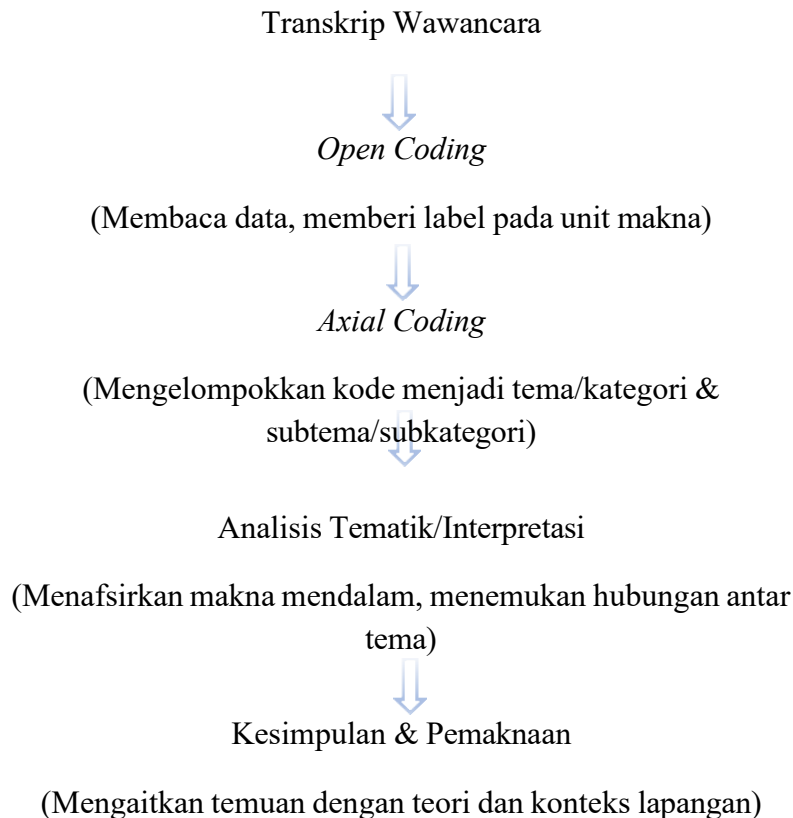 Transkrip Wawancara
Open Coding
(Membaca data, memberi label pada unit makna)
Axial Coding
(Mengelompokkan kode menjadi tema/kategori &
subtema/subkategori)
Analisis Tematik/Interpretasi
(Menafsirkan makna mendalam, menemukan hubungan antar
tema)
Kesimpulan & Pemaknaan
(Mengaitkan temuan dengan teori dan konteks lapangan)